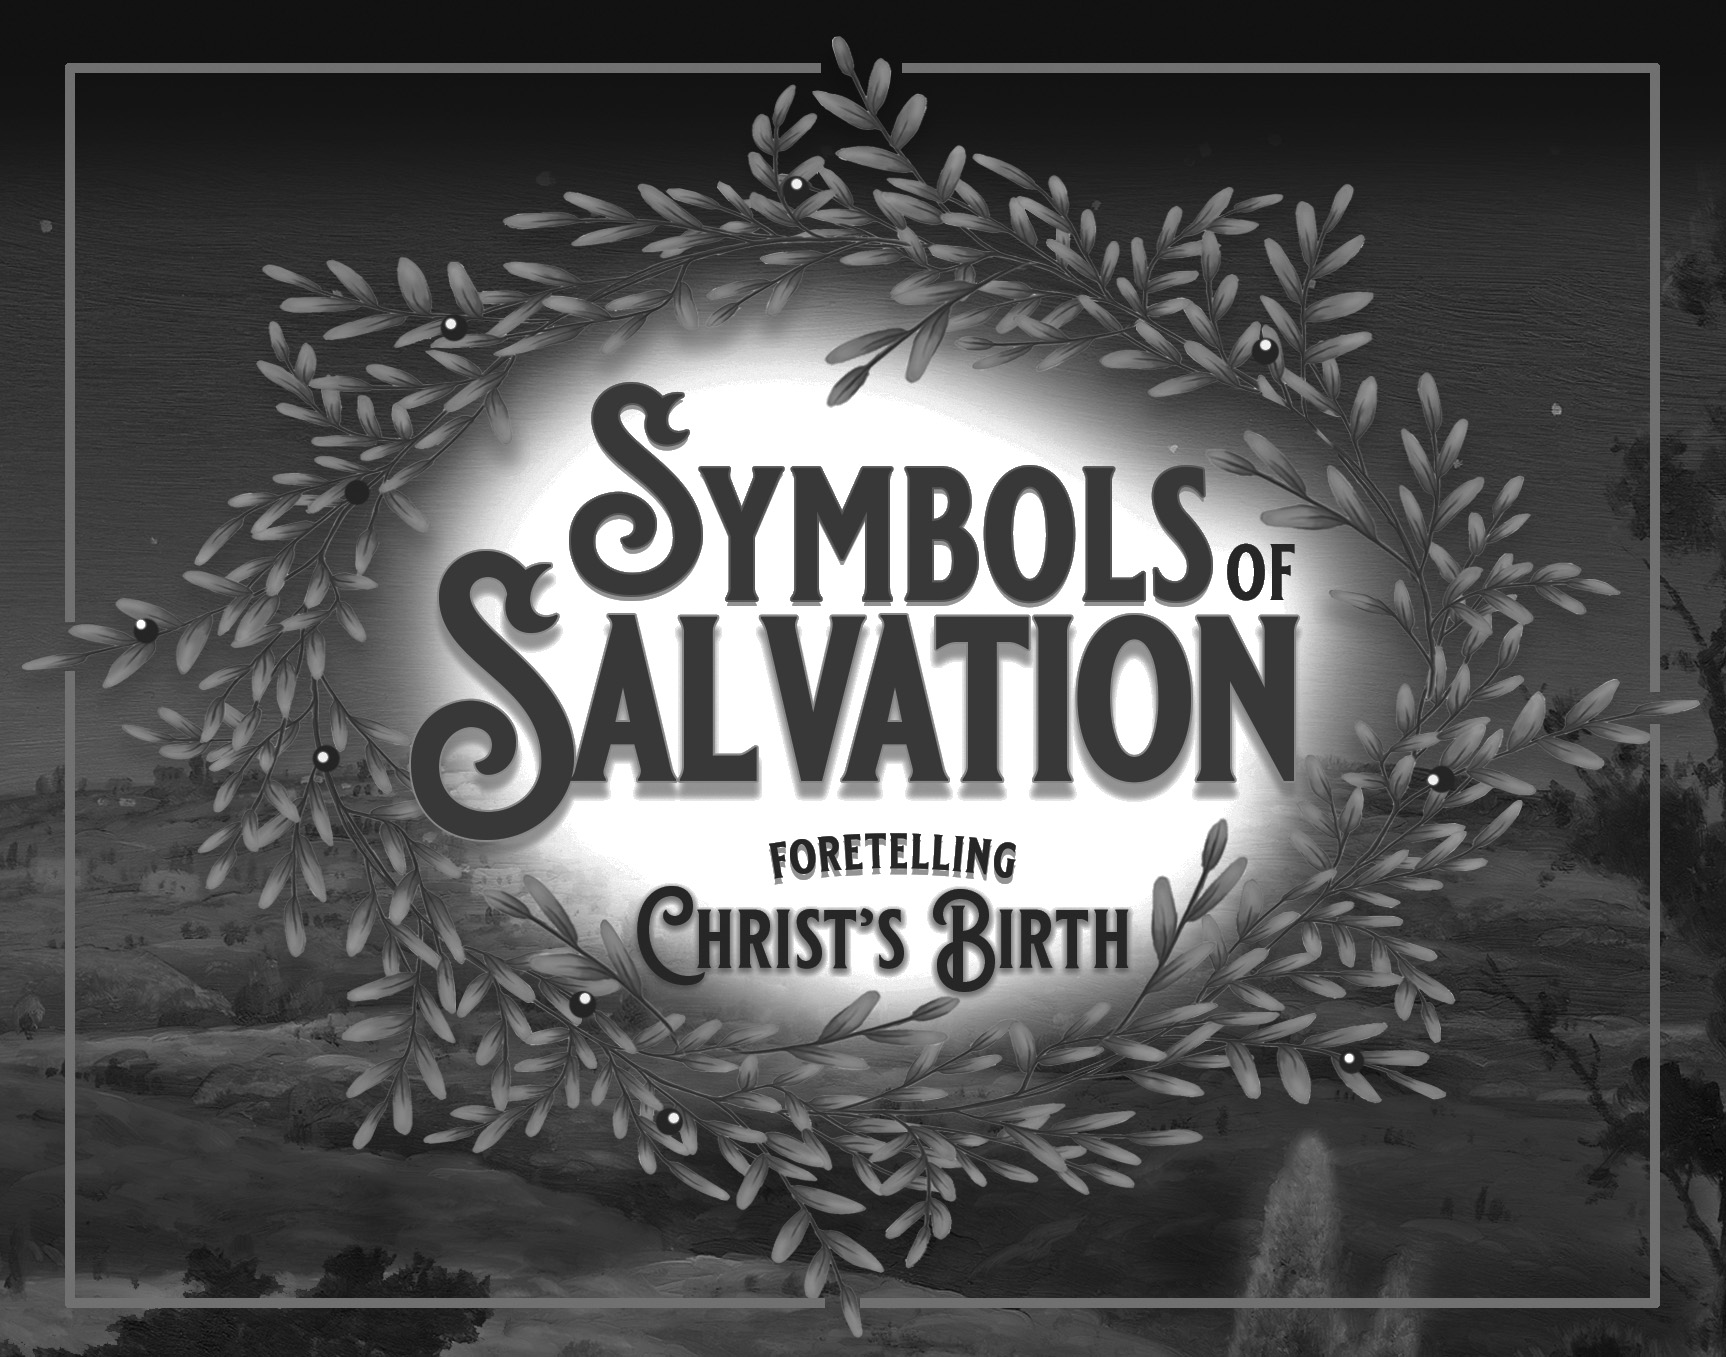 SYMBOLS OF
SALVATION
FORETELLING
CHRIST'S BIRTH